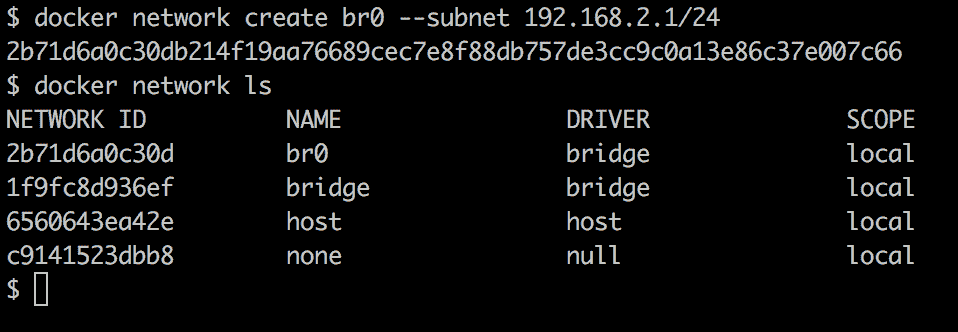 $ docker network create br0 --subnet 192.168.2.1/24
2b71d6a0c30db214f19aa76689cec7e8f88db757de3cc9c0a13e86c37e007c66
$ docker network ls
NETWORK ID          NAME                DRIVER              SCOPE
2b71d6a0c30d        br0                 bridge              local
1f9fc8d936ef        bridge              bridge              local
6560643ea42e        host                host                local
c9141523dbb8        none                null                local
$